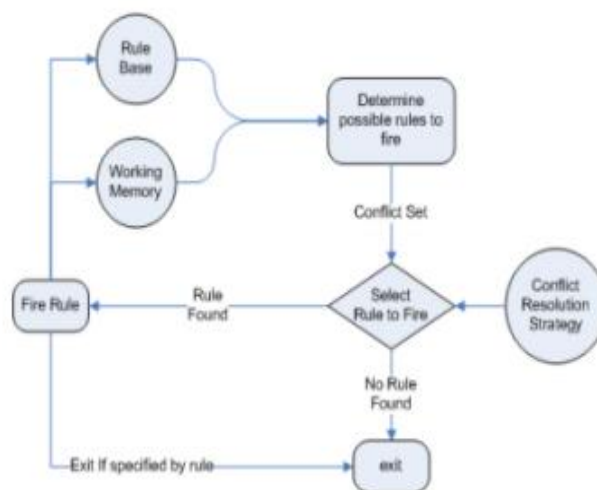 Rule
Base
Determine
possible rules to
fire
Working
Memory
Conflict Set
Fire Rule
Rule
Found
Select
Rule to Fire
Conflict
Resolution
Strategy
No Rule
Found
Exit If specified by rule
exit